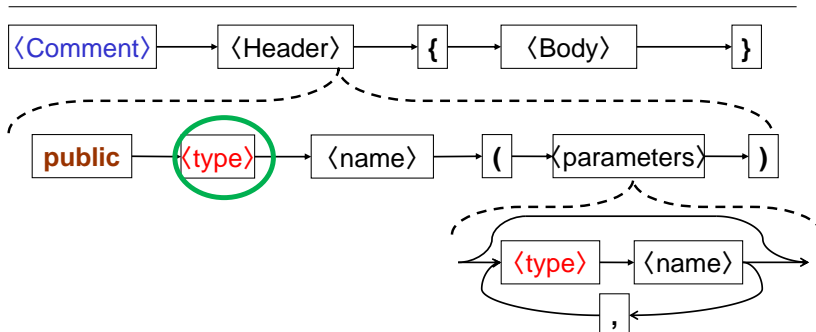 〈Comment〉 〈Header〉 { 〈Body〉 }
public 〈type〉 〈name〉 ( 〈parameters〉 )
〈type〉 〈name〉
,